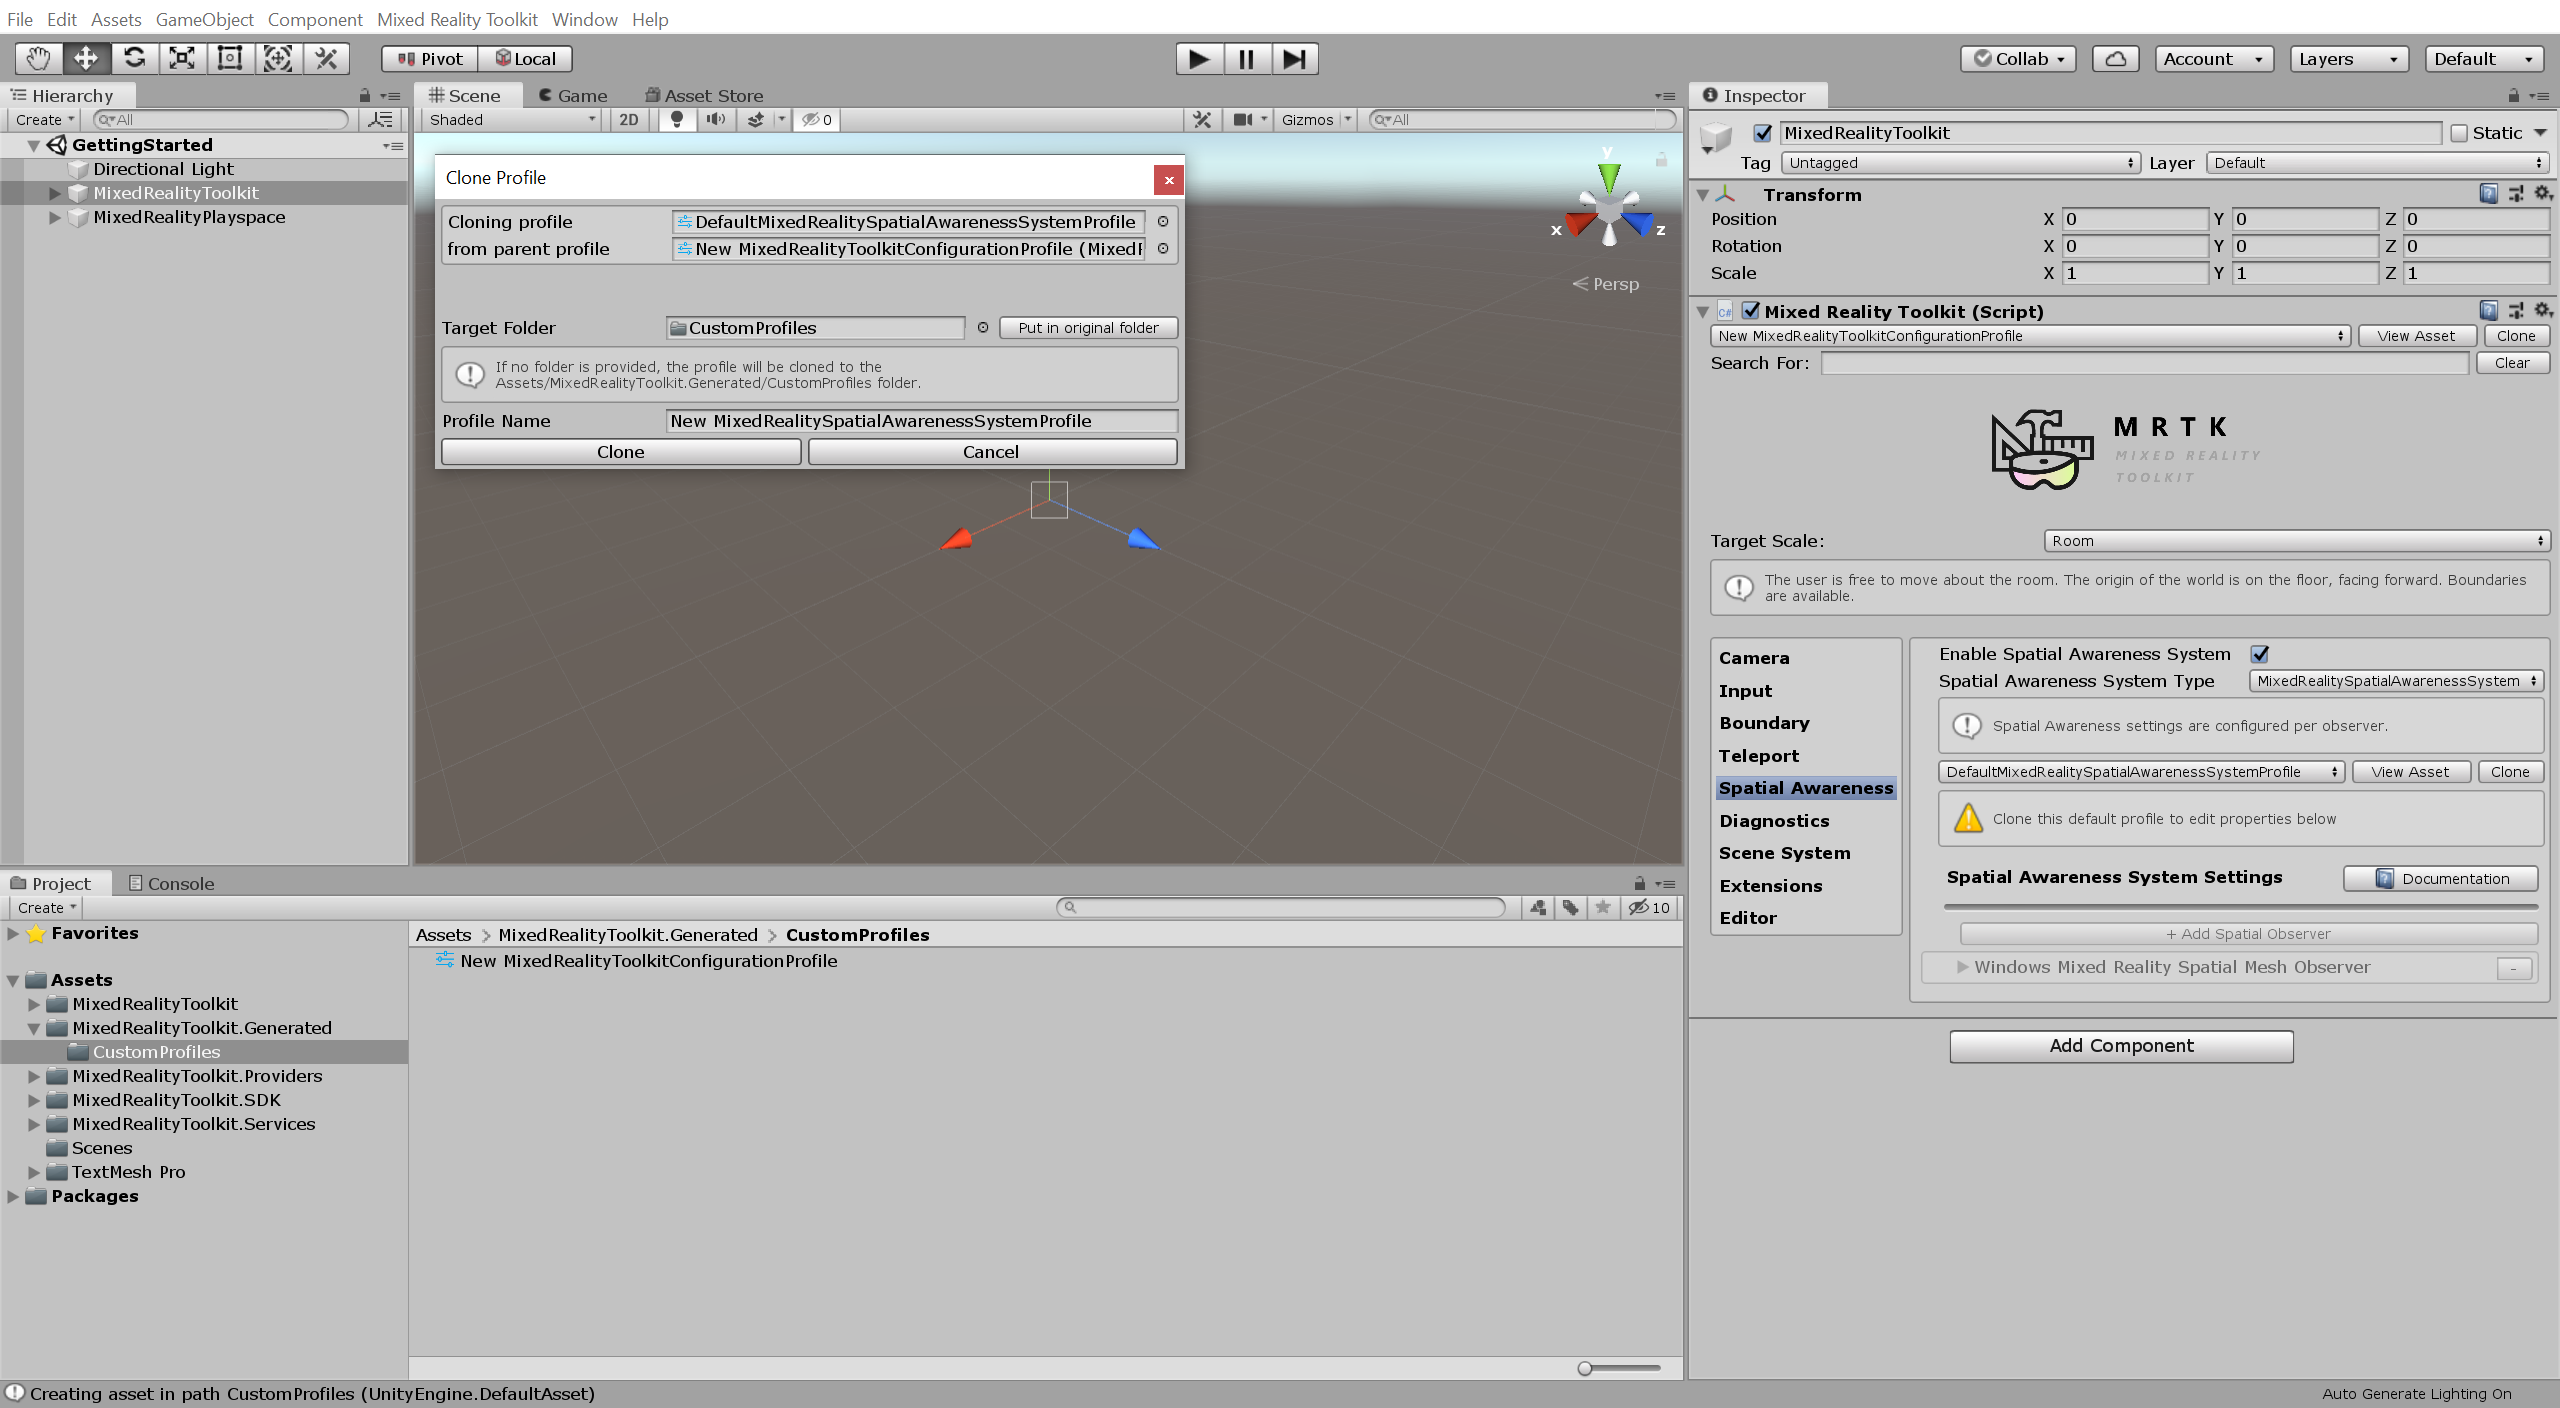 File Edit Assets GameObject Component Mixed Reality Toolkit Window Help
Pivot Local Collab Account Layers Default
Hierarchy
Create All
GettingStarted
Directional Light
MixedRealityToolkit
MixedRealityPlayspace
Scene Game Asset Store
Shaded 2D 0 Gizmos All
y
x
z
Persp
Clone Profile
x
Cloning profile DefaultMixedRealitySpatialAwarenessSystemProfile
from parent profile New MixedRealityToolkitConfigurationProfile (MixedR
Target Folder CustomProfiles Put in original folder
If no folder is provided, the profile will be cloned to the
Assets/MixedRealityToolkit.Generated/CustomProfiles folder.
Profile Name New MixedRealitySpatialAwarenessSystemProfile
Clone Cancel
Project Console
Create 10
Favorites
Assets
MixedRealityToolkit
MixedRealityToolkit.Generated
CustomProfiles
MixedRealityToolkit.Providers
MixedRealityToolkit.SDK
MixedRealityToolkit.Services
Scenes
TextMesh Pro
Packages
Assets > MixedRealityToolkit.Generated > CustomProfiles
New MixedRealityToolkitConfigurationProfile
Creating asset in path CustomProfiles (UnityEngine.DefaultAsset)
Inspector
MixedRealityToolkit Static
Tag Untagged Layer Default
Transform
Position X 0 Y 0 Z 0
Rotation X 0 Y 0 Z 0
Scale X 1 Y 1 Z 1
C# Mixed Reality Toolkit (Script)
New MixedRealityToolkitConfigurationProfile View Asset Clone
Search For: Clear
MRTK
MIXED REALITY
TOOLKIT
Target Scale: Room
The user is free to move about the room. The origin of the world is on the floor, facing forward. Boundaries
are available.
Camera
Input
Boundary
Teleport
Spatial Awareness
Diagnostics
Scene System
Extensions
Editor
Enable Spatial Awareness System
Spatial Awareness System Type MixedRealitySpatialAwarenessSystem
Spatial Awareness settings are configured per observer.
DefaultMixedRealitySpatialAwarenessSystemProfile View Asset Clone
Clone this default profile to edit properties below
Spatial Awareness System Settings Documentation
+ Add Spatial Observer
Windows Mixed Reality Spatial Mesh Observer -
Add Component
Auto Generate Lighting On